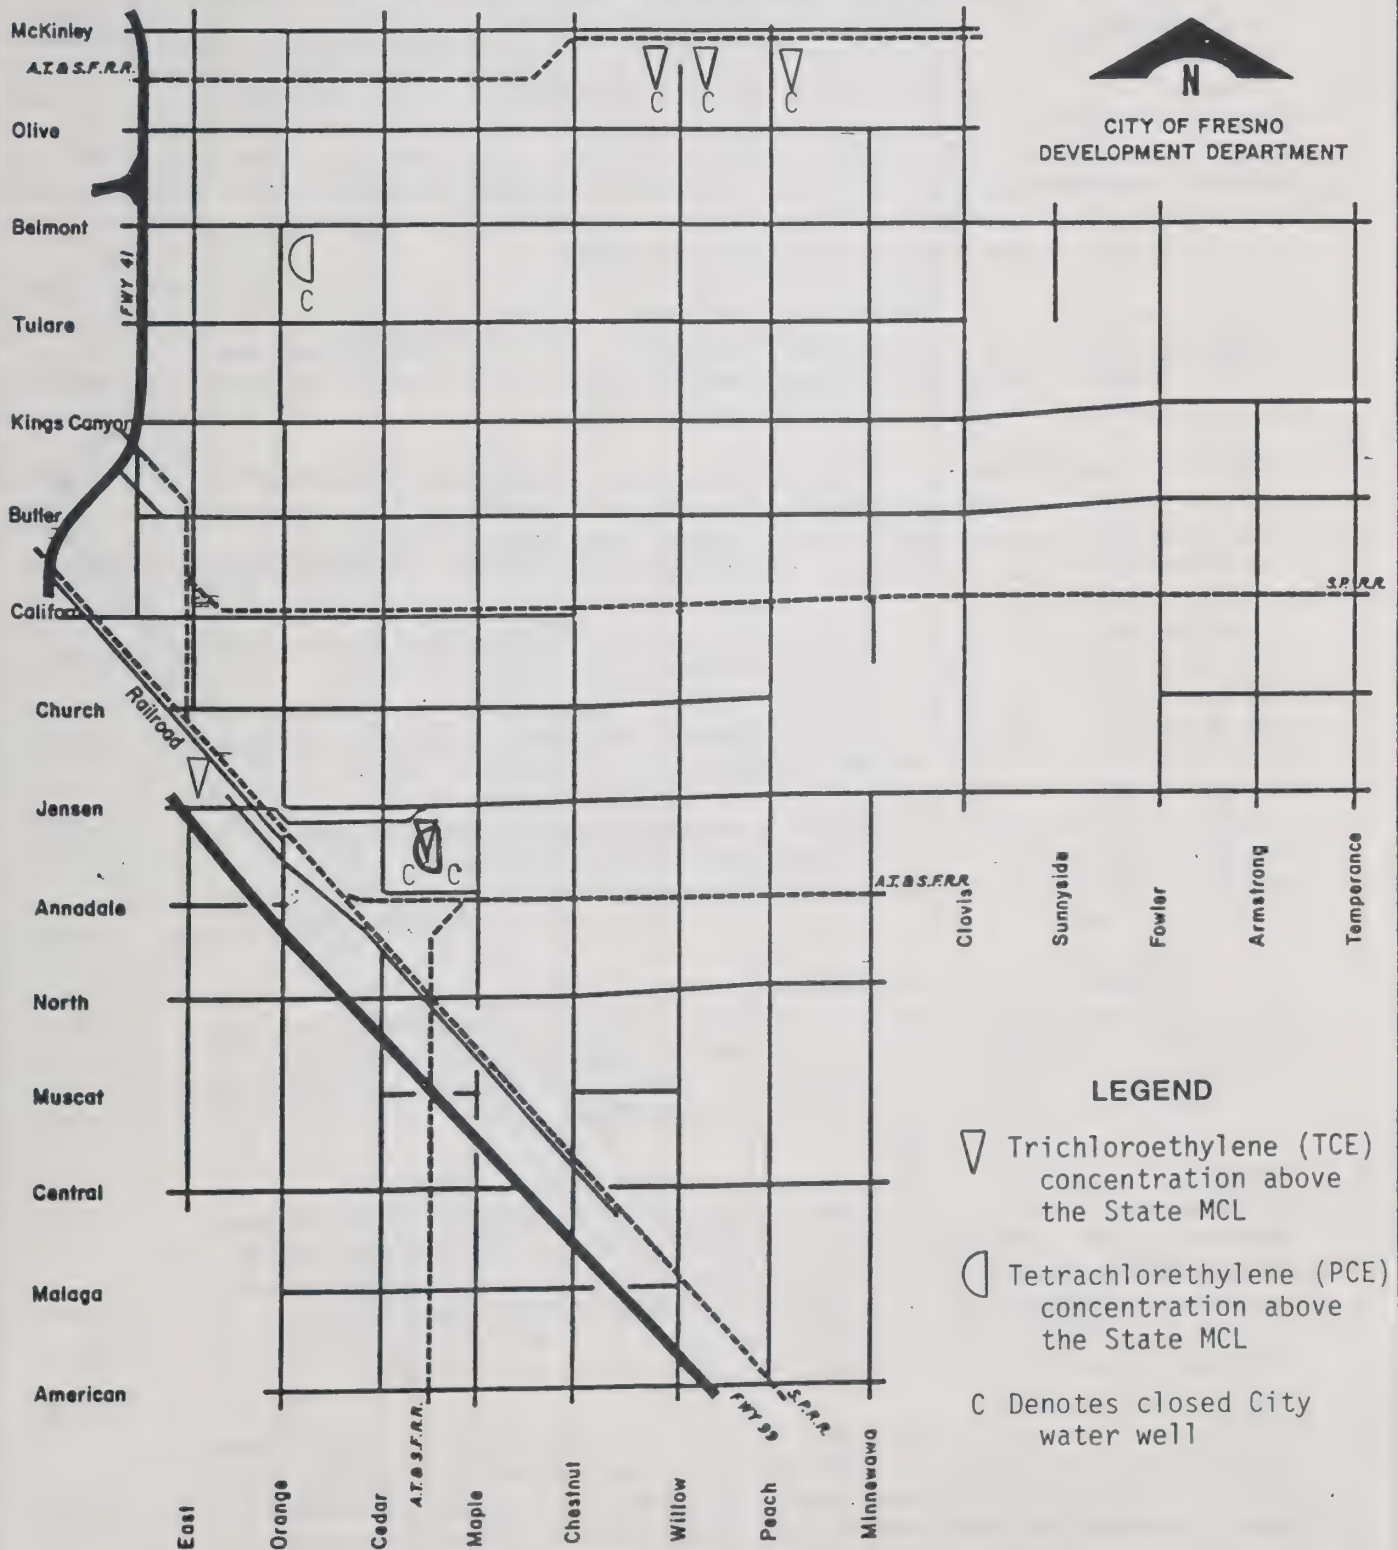 McKinley
A.T. & S.F. R.R.
Olive
Belmont
FWY 41
Tulare
Kings Canyon
Butler
Califo
Church
Railroad
Jensen
Annadale
North
Muscat
Central
Malaga
American
C
C
C
C
C C
N
CITY OF FRESNO
DEVELOPMENT DEPARTMENT
S.P. R.R.
A.T. & S.F. R.R.
Clovis
Sunnyside
Fowler
Armstrong
Temperance
LEGEND
Trichloroethylene (TCE)
concentration above
the State MCL
Tetrachlorethylene (PCE)
concentration above
the State MCL
C Denotes closed City
water well
FWY 99
S.P. R.R.
East
Orange
Cedar
A.T. & S.F. R.R.
Maple
Chestnut
Willow
Peach
Minnewawa